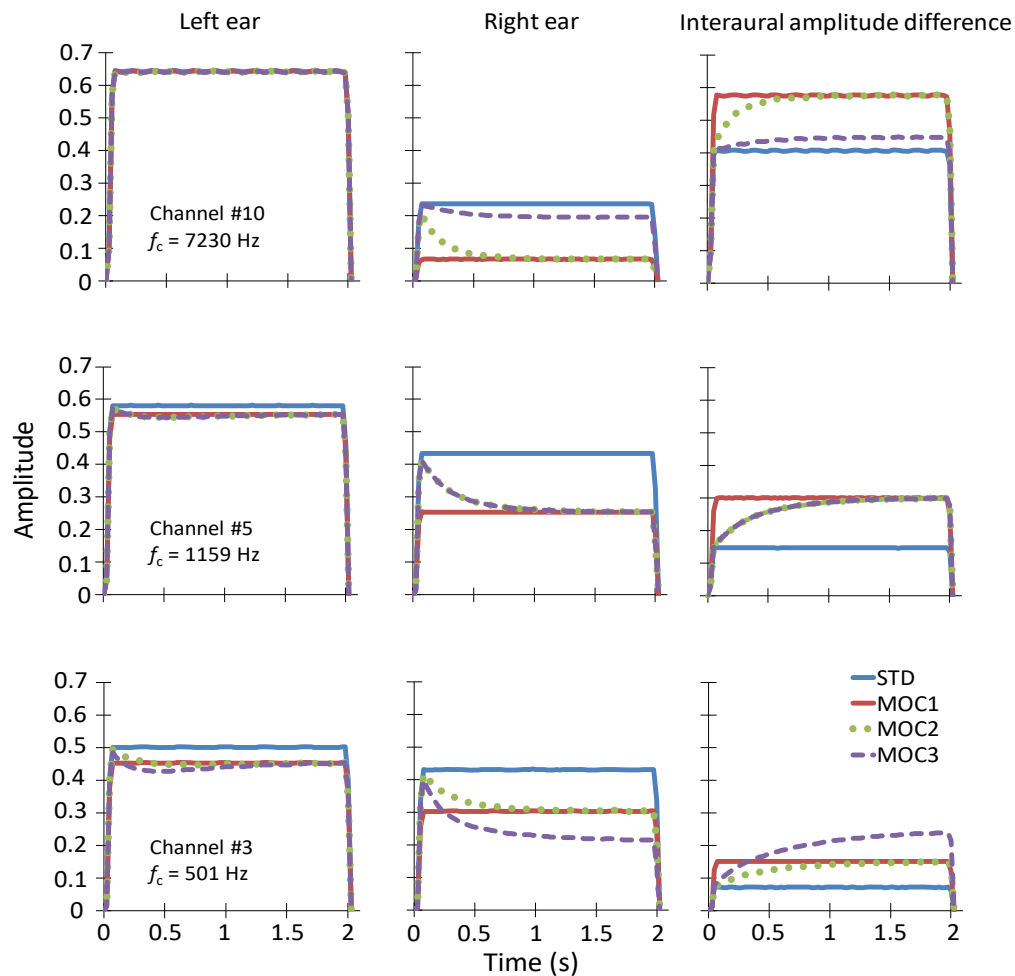 Left ear
Right ear
Interaural amplitude difference
0.7
0.6
0.5
0.4
0.3
0.2
0.1
0
Channel #10
fc = 7230 Hz
0.7
0.6
0.5
0.4
0.3
0.2
0.1
0
Channel #5
fc = 1159 Hz
Amplitude
0.7
0.6
0.5
0.4
0.3
0.2
0.1
0
Channel #3
fc = 501 Hz
STD
MOC1
MOC2
MOC3
0 0.5 1 1.5 2
0 0.5 1 1.5 2
0 0.5 1 1.5 2
Time (s)